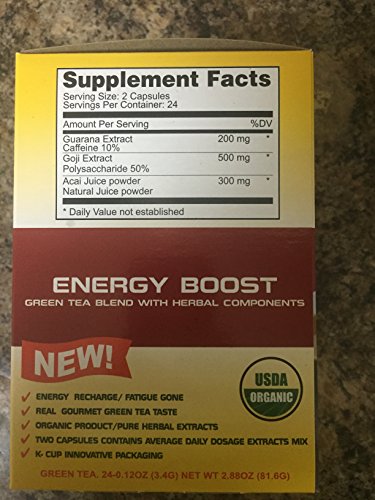 Supplement Facts
Serving Size: 2 Capsules
Servings Per Container: 24
Amount Per Serving %DV
Guarana Extract 200 mg *
Caffeine 10%
Goji Extract 500 mg *
Polysaccharide 50%
Acai Juice powder 300 mg *
Natural Juice powder
* Daily Value not established
ENERGY BOOST
GREEN TEA BLEND WITH HERBAL COMPONENTS
NEW!
USDA
ORGANIC
ENERGY RECHARGE/ FATIGUE GONE
REAL GOURMET GREEN TEA TASTE
ORGANIC PRODUCT/PURE HERBAL EXTRACTS
TWO CAPSULES CONTAINS AVERAGE DAILY DOSAGE EXTRACTS MIX
K- CUP INNOVATIVE PACKAGING
GREEN TEA, 24-0.12OZ (3.4G) NET WT 2.88OZ (81.6G)